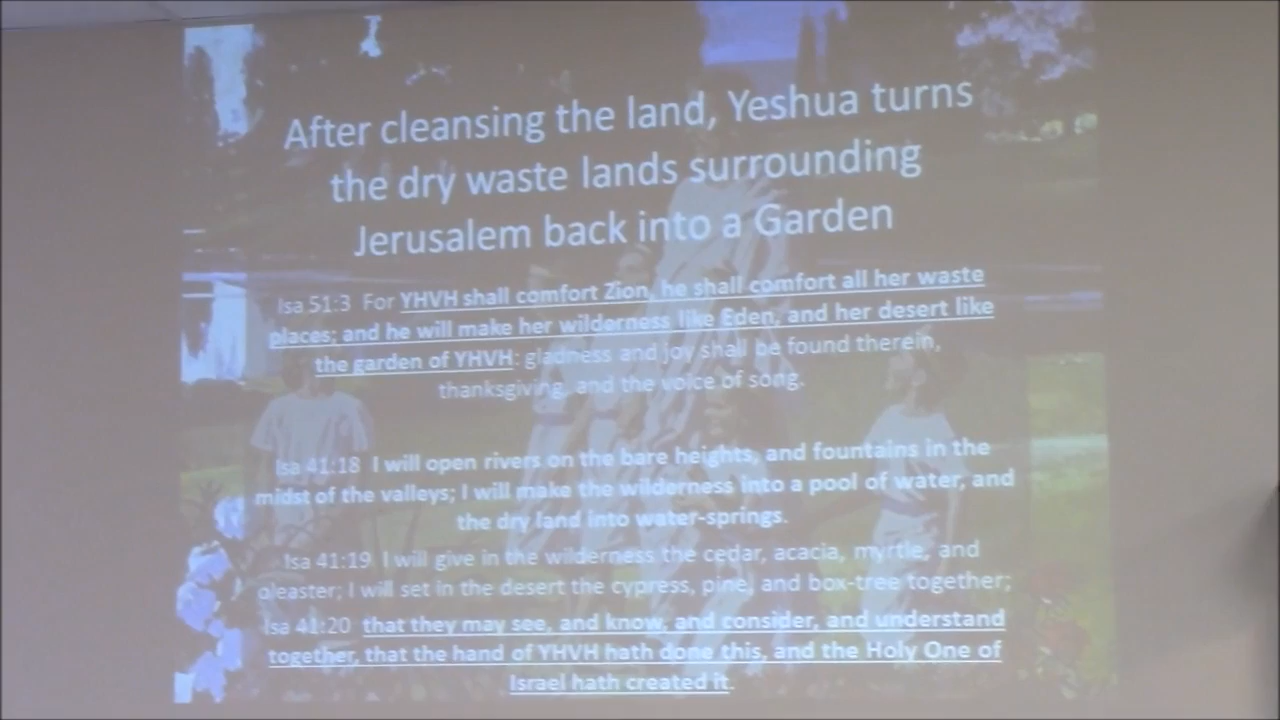 After cleansing the land, Yeshua turns
the dry waste lands surrounding
Jerusalem back into a Garden
Isa 51:3 For YHVH shall comfort Zion, he shall comfort all her waste
places; and he will make her wilderness like Eden, and her desert like
the garden of YHVH: gladness and joy shall be found therein,
thanksgiving, and the voice of song.
Isa 41:18 I will open rivers on the bare heights, and fountains in the
midst of the valleys; I will make the wilderness into a pool of water, and
the dry land into water-springs.
Isa 41:19 I will give in the wilderness the cedar, acacia, myrtle, and
oleaster; I will set in the desert the cypress, pine, and box-tree together;
Isa 41:20 that they may see, and know, and consider, and understand
together, that the hand of YHVH hath done this, and the Holy One of
Israel hath created it.